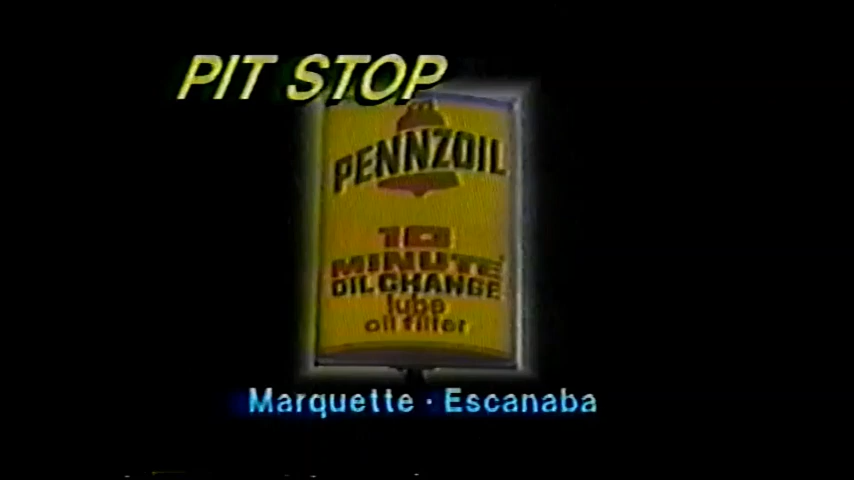 PIT STOP
PENNZOIL
10
MINUTE
OIL CHANGE
lube
oil filter
Marquette · Escanaba